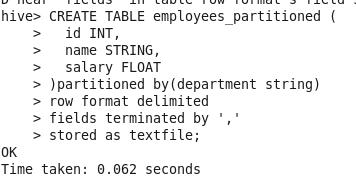 D near 'fields' in table row format's field s
hive> CREATE TABLE employees_partitioned (
    >   id INT,
    >   name STRING,
    >   salary FLOAT
    > )partitioned by(department string)
    > row format delimited
    > fields terminated by ','
    > stored as textfile;
OK
Time taken: 0.062 seconds